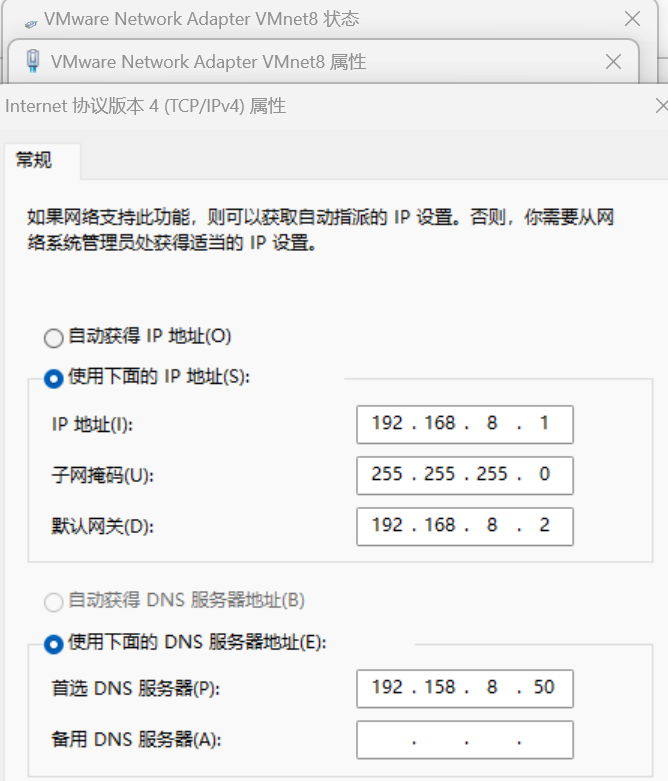 VMware Network Adapter VMnet8 状态
VMware Network Adapter VMnet8 属性
Internet 协议版本 4 (TCP/IPv4) 属性
常规
如果网络支持此功能，则可以获取自动指派的 IP 设置。否则，你需要从网
络系统管理员处获得适当的 IP 设置。
自动获得 IP 地址(O)
使用下面的 IP 地址(S):
IP 地址(I): 192 . 168 . 8 . 1
子网掩码(U): 255 . 255 . 255 . 0
默认网关(D): 192 . 168 . 8 . 2
自动获得 DNS 服务器地址(B)
使用下面的 DNS 服务器地址(E):
首选 DNS 服务器(P): 192 . 158 . 8 . 50
备用 DNS 服务器(A): . . .